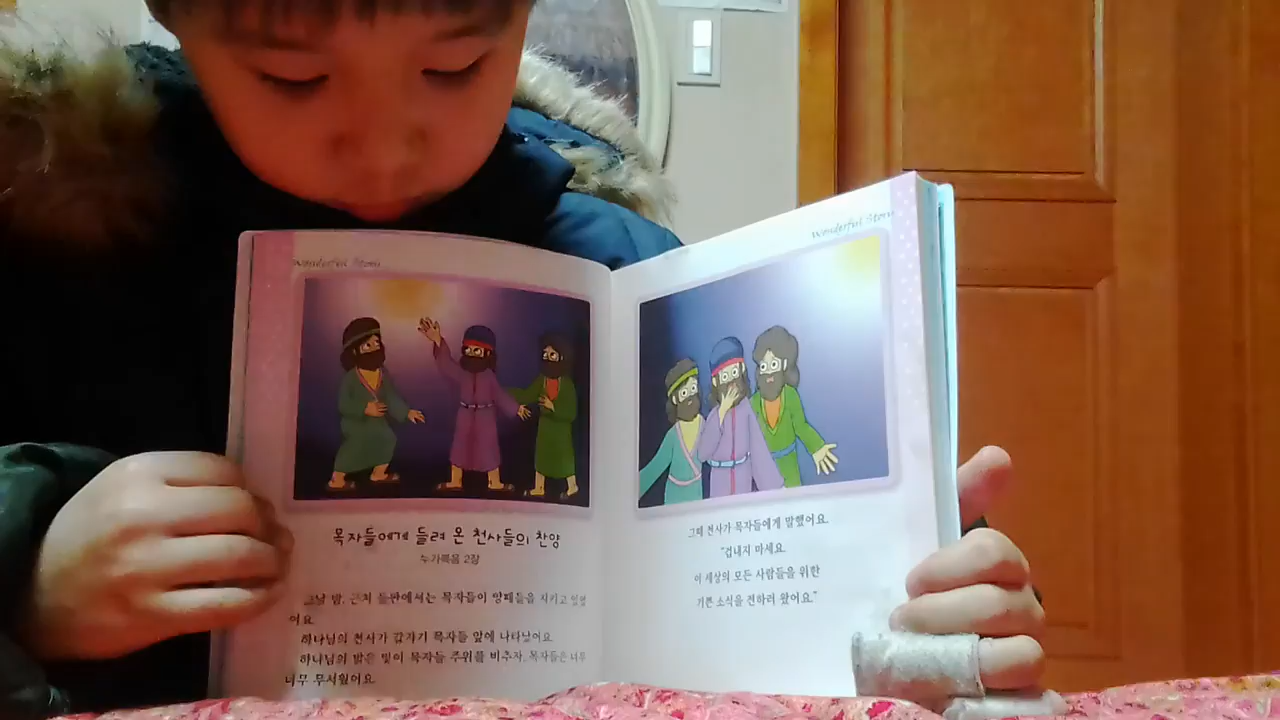 Wonderful Story
목자들에게 들려 온 천사들의 찬양
누가복음 2장
그날 밤, 근처 들판에서는 목자들이 양떼들을 지키고 있었
어요.
하나님의 천사가 갑자기 목자들 앞에 나타났어요.
하나님의 밝은 빛이 목자들 주위를 비추자, 목자들은 너무
너무 무서웠어요.
Wonderful Story
그때 천사가 목자들에게 말했어요.
"겁내지 마세요.
이 세상의 모든 사람들을 위한
기쁜 소식을 전하러 왔어요."